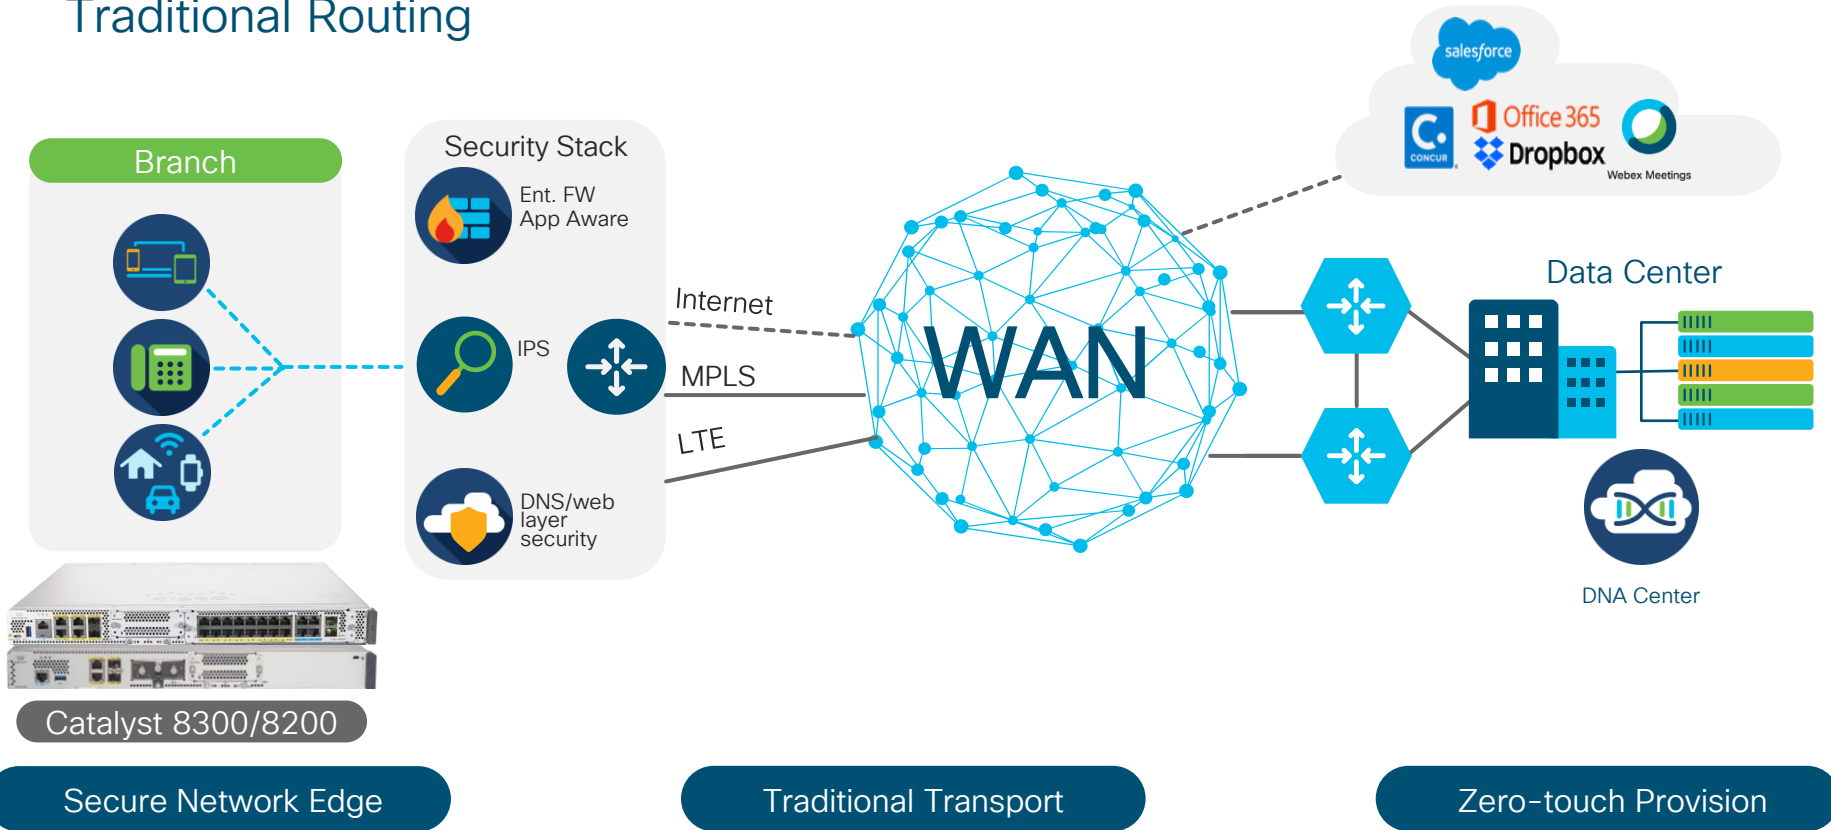 Traditional Routing
Branch
Security Stack
Ent. FW
App Aware
IPS
DNS/web
layer
security
Internet
MPLS
LTE
WAN
salesforce
C.
CONCUR
Office 365
Dropbox
Webex Meetings
Data Center
DNA Center
Catalyst 8300/8200
Secure Network Edge
Traditional Transport
Zero-touch Provision